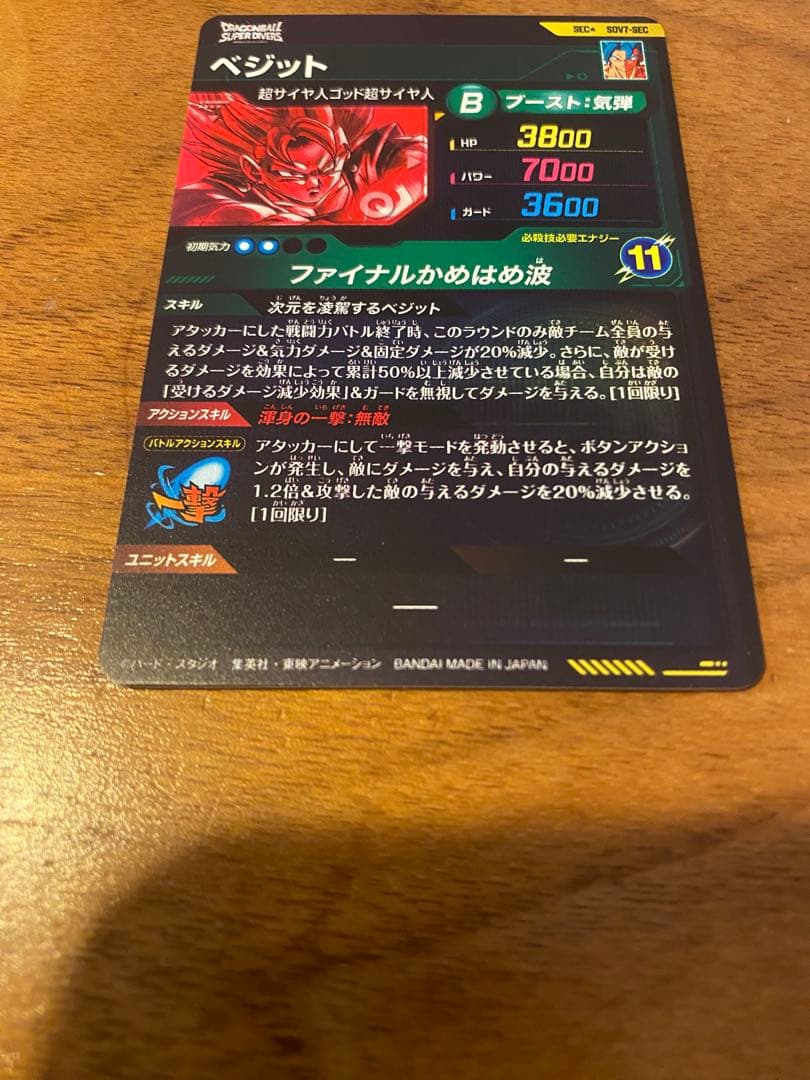 DRAGONBALL
SUPER DIVERS
SEC★ SDV7-SEC
ベジット
超サイヤ人ゴッド超サイヤ人
B ブースト:気弾
HP 3800
パワー 7000
ガード 3600
初期気力
必殺技必要エナジー
11
ファイナルかめはめ波
スキル 次元を凌駕するベジット
アタッカーにした戦闘力バトル終了時、このラウンドのみ敵チーム全員の与
えるダメージ&気力ダメージ&固定ダメージが20%減少。さらに、敵が受け
るダメージを効果によって累計50%以上減少させている場合、自分は敵の
「受けるダメージ減少効果」&ガードを無視してダメージを与える。[1回限り]
アクションスキル 渾身の一撃:無敵
バトルアクションスキル
一撃
アタッカーにして一撃モードを発動させると、ボタンアクショ
ンが発生し、敵にダメージを与え、自分の与えるダメージを
1.2倍&攻撃した敵の与えるダメージを20%減少させる。
[1回限り]
ユニットスキル ー ー
ー
©バード・スタジオ 集英社・東映アニメーション BANDAI MADE IN JAPAN